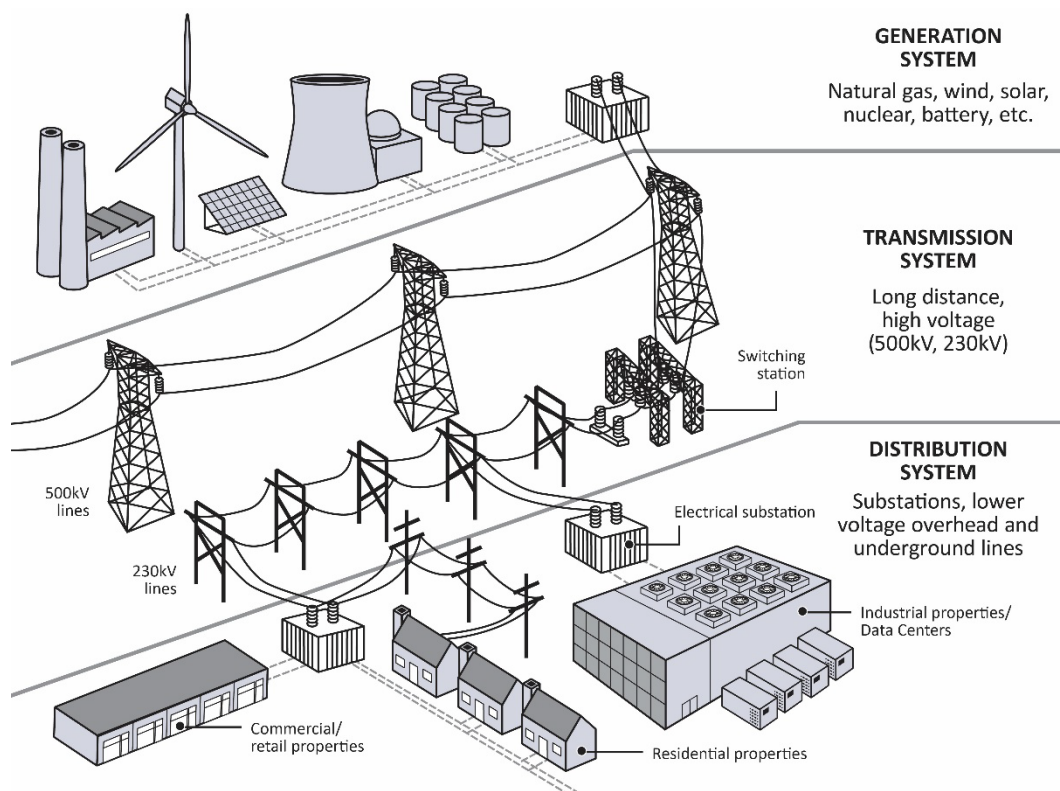 GENERATION
SYSTEM
Natural gas, wind, solar,
nuclear, battery, etc.
TRANSMISSION
SYSTEM
Long distance,
high voltage
(500kV, 230kV)
Switching
station
DISTRIBUTION
SYSTEM
Substations, lower
voltage overhead and
underground lines
500kV
lines
Electrical substation
230kV
lines
Industrial properties/
Data Centers
Commercial/
retail properties
Residential properties